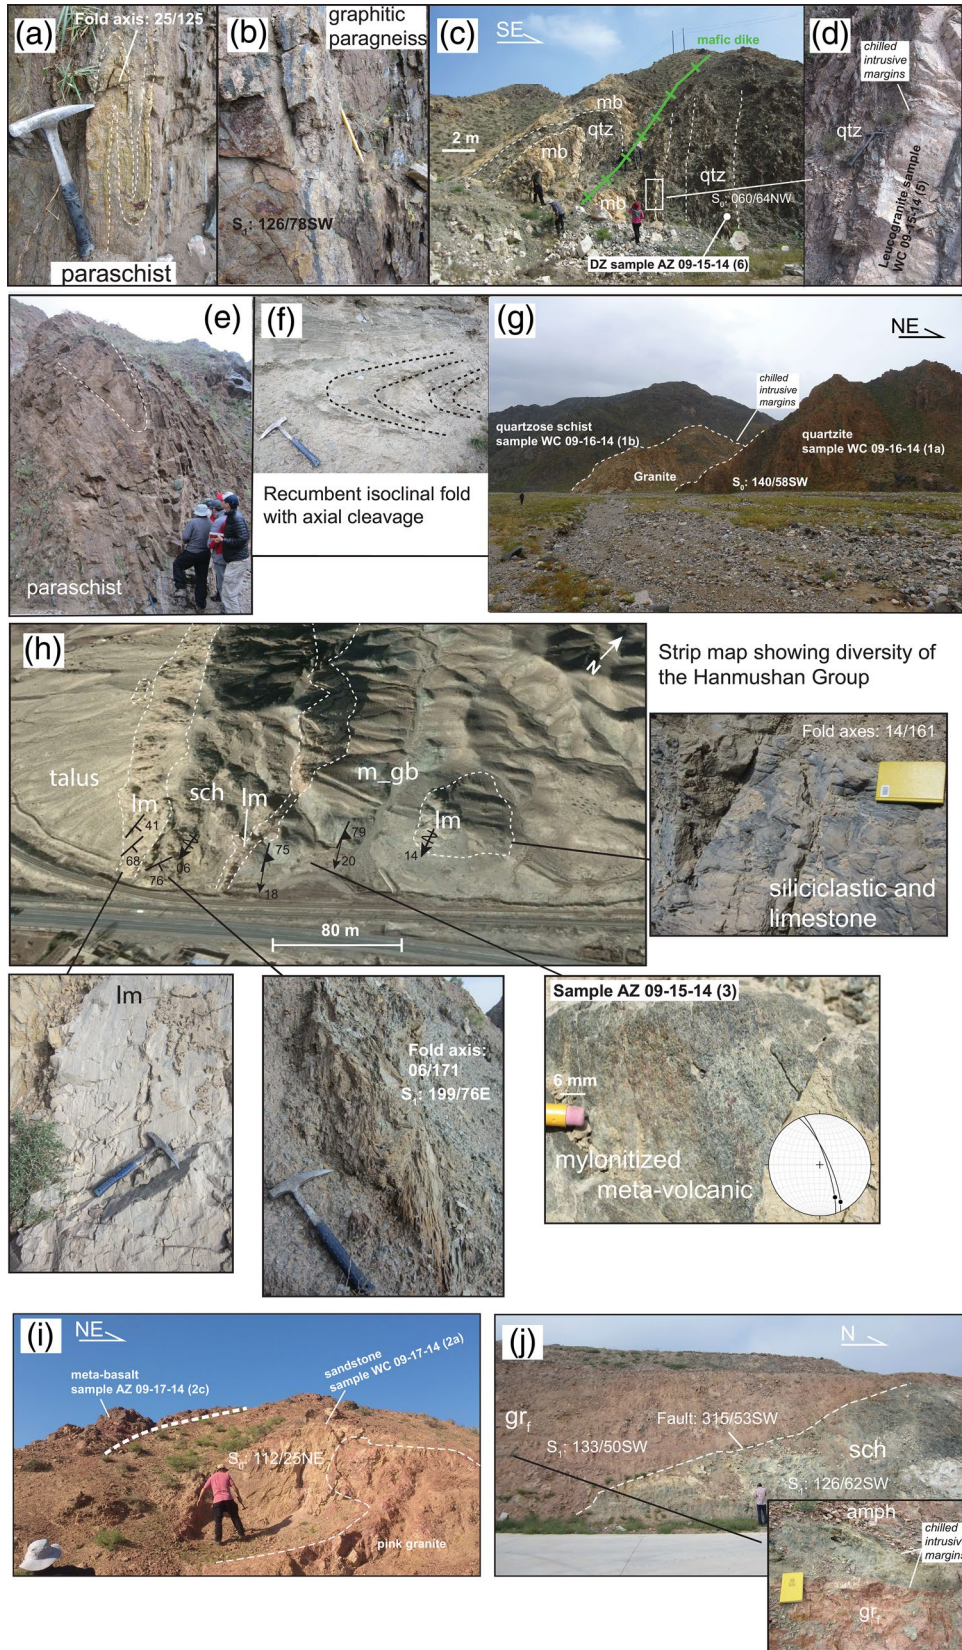 (a)
Fold axis: 25/125
paraschist
(b)
graphitic
paragneiss
S₁: 126/78SW
(c)
SE
mafic dike
2 m
mb
qtz
mb
mb
qtz
S₀: 060/64NW
DZ sample AZ 09-15-14 (6)
(d)
chilled
intrusive
margins
qtz
Leucogranite sample
WC 09-15-14 (5)
(e)
paraschist
(f)
Recumbent isoclinal fold
with axial cleavage
(g)
NE
chilled
intrusive
margins
quartzose schist
sample WC 09-16-14 (1b)
quartzite
sample WC 09-16-14 (1a)
Granite
S₀: 140/58SW
(h)
N
talus
lm
sch
lm
m_gb
lm
41
68
76
06
75
18
79
20
14
80 m
Strip map showing diversity of
the Hanmushan Group
Fold axes: 14/161
siliciclastic and
limestone
lm
Fold axis:
06/171
S₁: 199/76E
Sample AZ 09-15-14 (3)
6 mm
mylonitized
meta-volcanic
(i)
NE
meta-basalt
sample AZ 09-17-14 (2c)
sandstone
sample WC 09-17-14 (2a)
S₀: 112/25NE
pink granite
(j)
N
gr_f
S₁: 133/50SW
Fault: 315/53SW
sch
S₁: 126/62SW
amph
chilled
intrusive
margins
gr_f